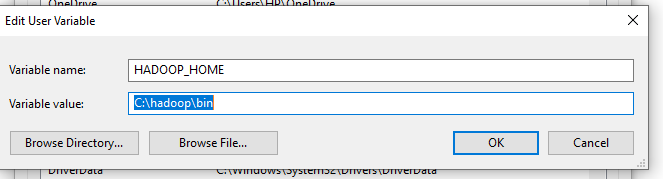 OneDrive C:\Users\HP\OneDrive
Edit User Variable
Variable name: HADOOP_HOME
Variable value: C:\hadoop\bin
Browse Directory... Browse File... OK Cancel
DriverData C:\Windows\System32\Drivers\DriverData